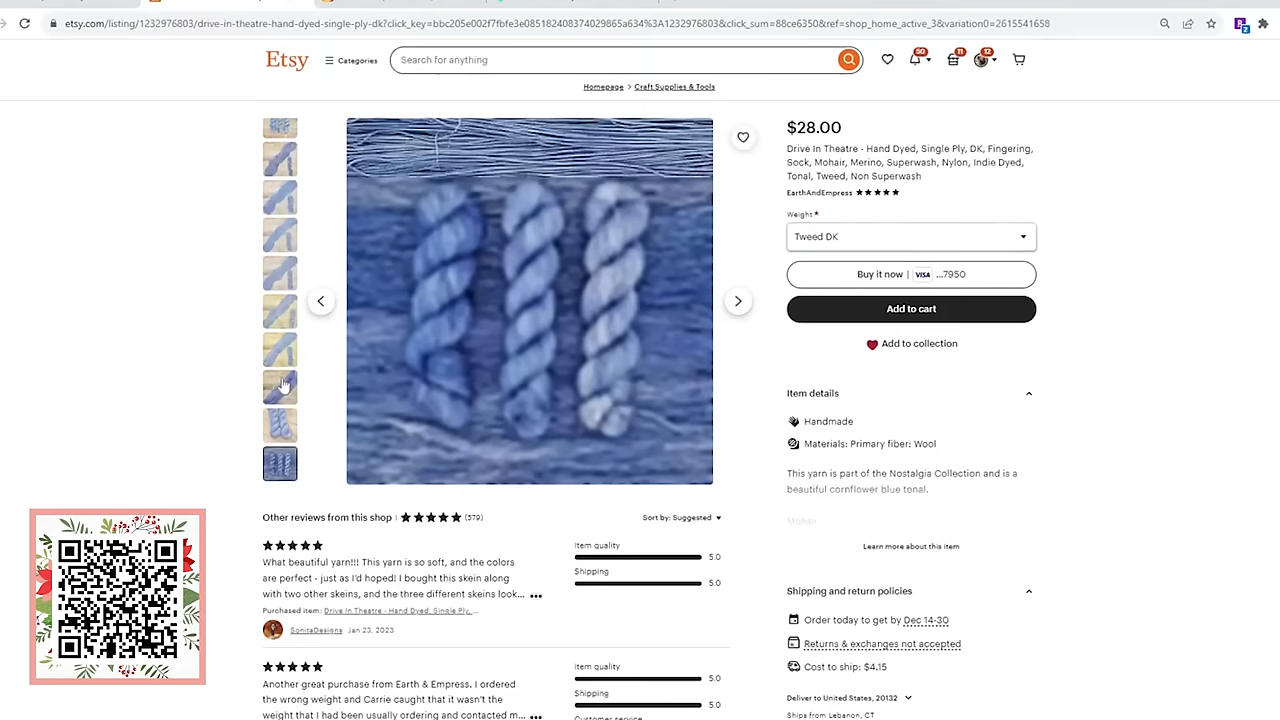 etsy.com/listing/1232976803/drive-in-theatre-hand-dyed-single-ply-dk?click_key=bbc205e002f7fbfe3e085182408374029865a634%3A1232976803&click_sum=88ce6350&ref=shop_home_active_3&variation0=2615541658
2
Etsy
Categories
Search for anything
50
11
12
Homepage > Craft Supplies & Tools
$28.00
Drive In Theatre - Hand Dyed, Single Ply, DK, Fingering,
Sock, Mohair, Merino, Superwash, Nylon, Indie Dyed,
Tonal, Tweed, Non Superwash
EarthAndEmpress
Weight *
Tweed DK
Buy it now | VISA ...7950
Add to cart
Add to collection
Item details
Handmade
Materials: Primary fiber: Wool
This yarn is part of the Nostalgia Collection and is a
beautiful cornflower blue tonal.
Mohair
Learn more about this item
Shipping and return policies
Order today to get by Dec 14-30
Returns & exchanges not accepted
Cost to ship: $4.15
Deliver to United States, 20132
Ships from Lebanon, CT
Other reviews from this shop | (579)
Sort by: Suggested
What beautiful yarn!!! This yarn is so soft, and the colors
are perfect - just as I'd hoped! I bought this skein along
with two other skeins, and the three different skeins look...
Purchased item: Drive In Theatre - Hand Dyed, Single Ply, ...
SonitaDesigns Jan 23, 2023
Item quality 5.0
Shipping 5.0
Another great purchase from Earth & Empress. I ordered
the wrong weight and Carrie caught that it wasn't the
weight that I had been usually ordering and contacted m...
Item quality 5.0
Shipping 5.0
Customer service